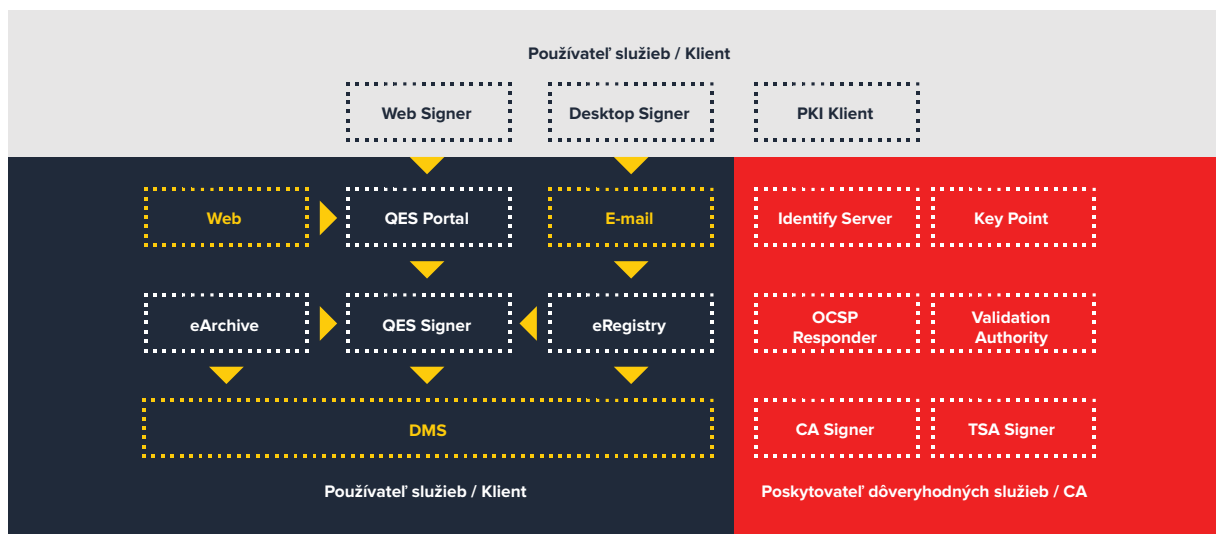 Používateľ služieb / Klient
Web Signer
Desktop Signer
PKI Klient
Web
QES Portal
E-mail
Identify Server
Key Point
eArchive
QES Signer
eRegistry
OCSP
Responder
Validation
Authority
DMS
CA Signer
TSA Signer
Používateľ služieb / Klient
Poskytovateľ dôveryhodných služieb / CA